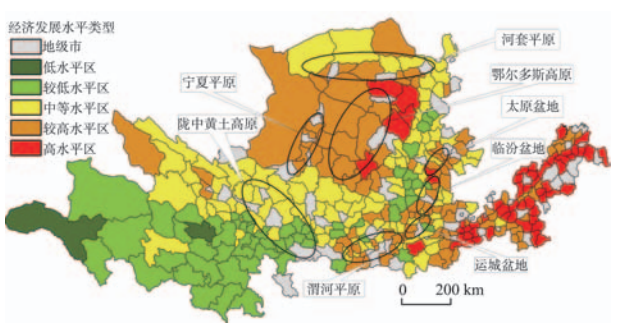 经济发展水平类型
地级市
低水平区
较低水平区
中等水平区
较高水平区
高水平区
宁夏平原
陇中黄土高原
河套平原
鄂尔多斯高原
太原盆地
临汾盆地
运城盆地
渭河平原
0 200 km